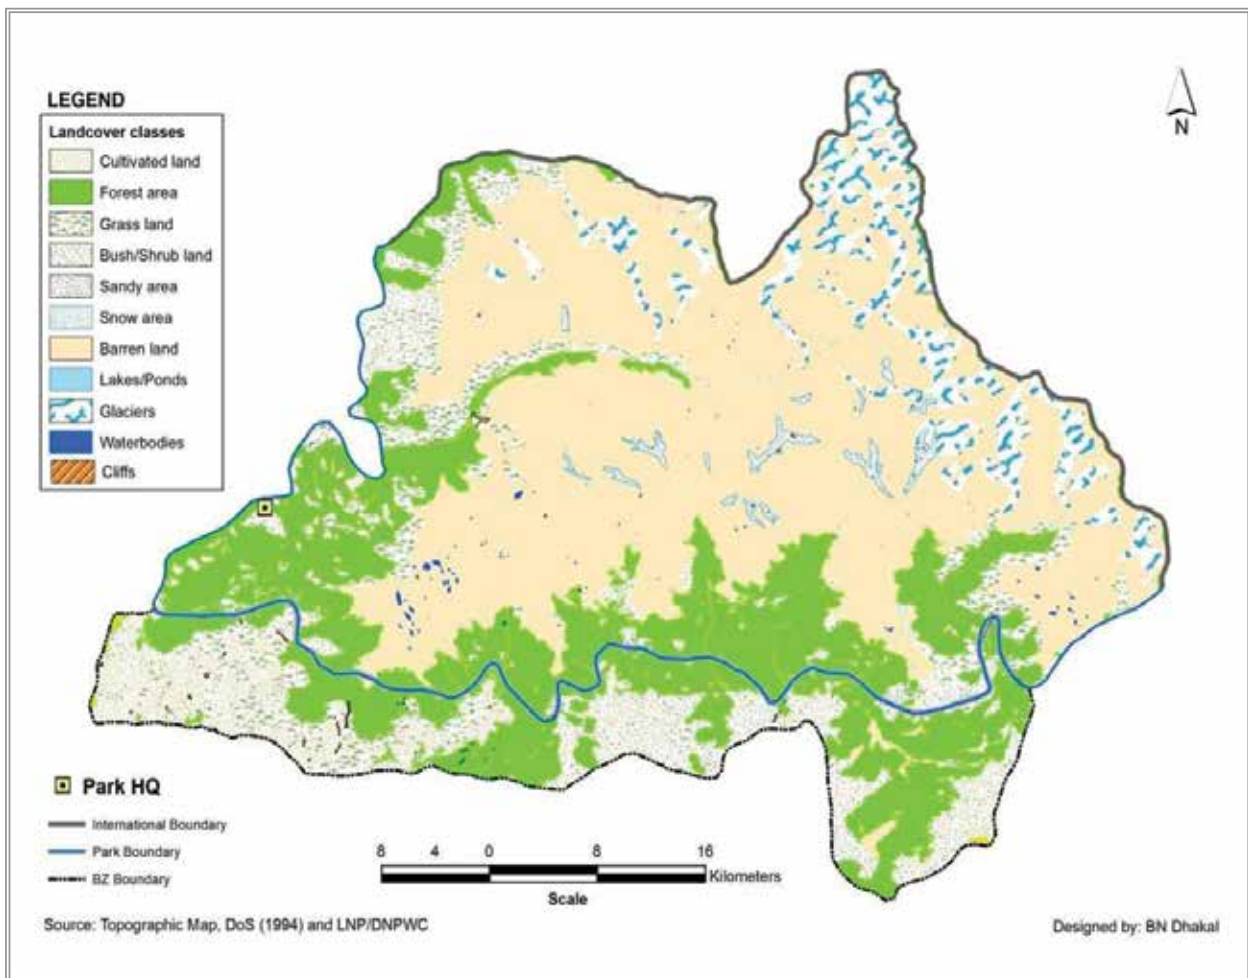 LEGEND
Landcover classes
Cultivated land
Forest area
Grass land
Bush/Shrub land
Sandy area
Snow area
Barren land
Lakes/Ponds
Glaciers
Waterbodies
Cliffs
N
Park HQ
International Boundary
Park Boundary
BZ Boundary
8 4 0 8 16
Kilometers
Scale
Source: Topographic Map, DoS (1994) and LNP/DNPWC
Designed by: BN Dhakal